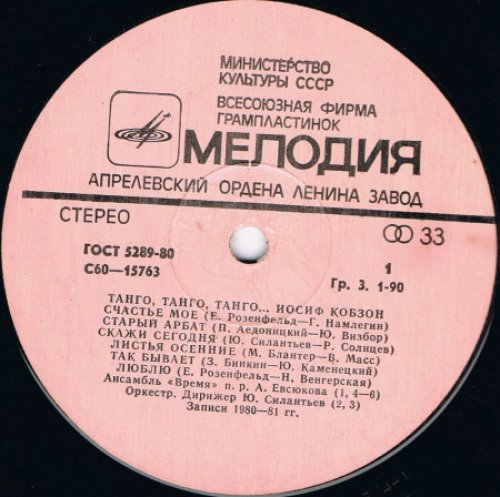 МИНИСТЕРСТВО
КУЛЬТУРЫ СССР
ВСЕСОЮЗНАЯ ФИРМА
ГРАМПЛАСТИНОК
МЕЛОДИЯ
АПРЕЛЕВСКИЙ ОРДЕНА ЛЕНИНА ЗАВОД
СТЕРЕО 33
ГОСТ 5289-80
С60—15763
1
Гр. 3. 1-90
ТАНГО, ТАНГО, ТАНГО... ИОСИФ КОБЗОН
СЧАСТЬЕ МОЕ (Е. Розенфельд—Г. Намлегин)
СТАРЫЙ АРБАТ (П. Аедоницкий—Ю. Визбор)
СКАЖИ СЕГОДНЯ (Ю. Силантьев—Р. Солнцев)
ЛИСТЬЯ ОСЕННИЕ (М. Блантер—В. Масс)
ТАК БЫВАЕТ (З. Бинкин—Ю. Каменецкий)
ЛЮБЛЮ (Е. Розенфельд—Н, Венгерская)
Ансамбль «Время» п. р. А. Евсюкова (1, 4—6)
Оркестр. Дирижер Ю. Силантьев (2, 3)
Записи 1980—81 гг.